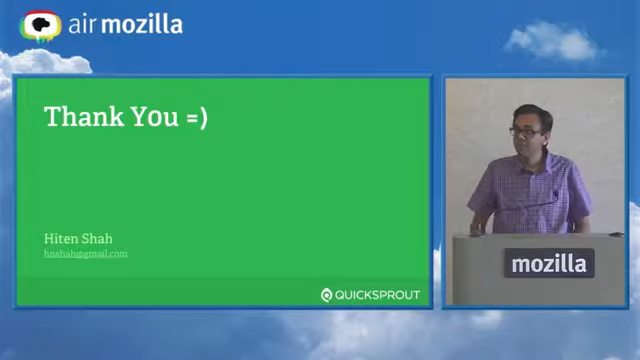 air mozilla
Thank You =)
Hiten Shah
hnshah@gmail.com
QUICKSPROUT
mozilla